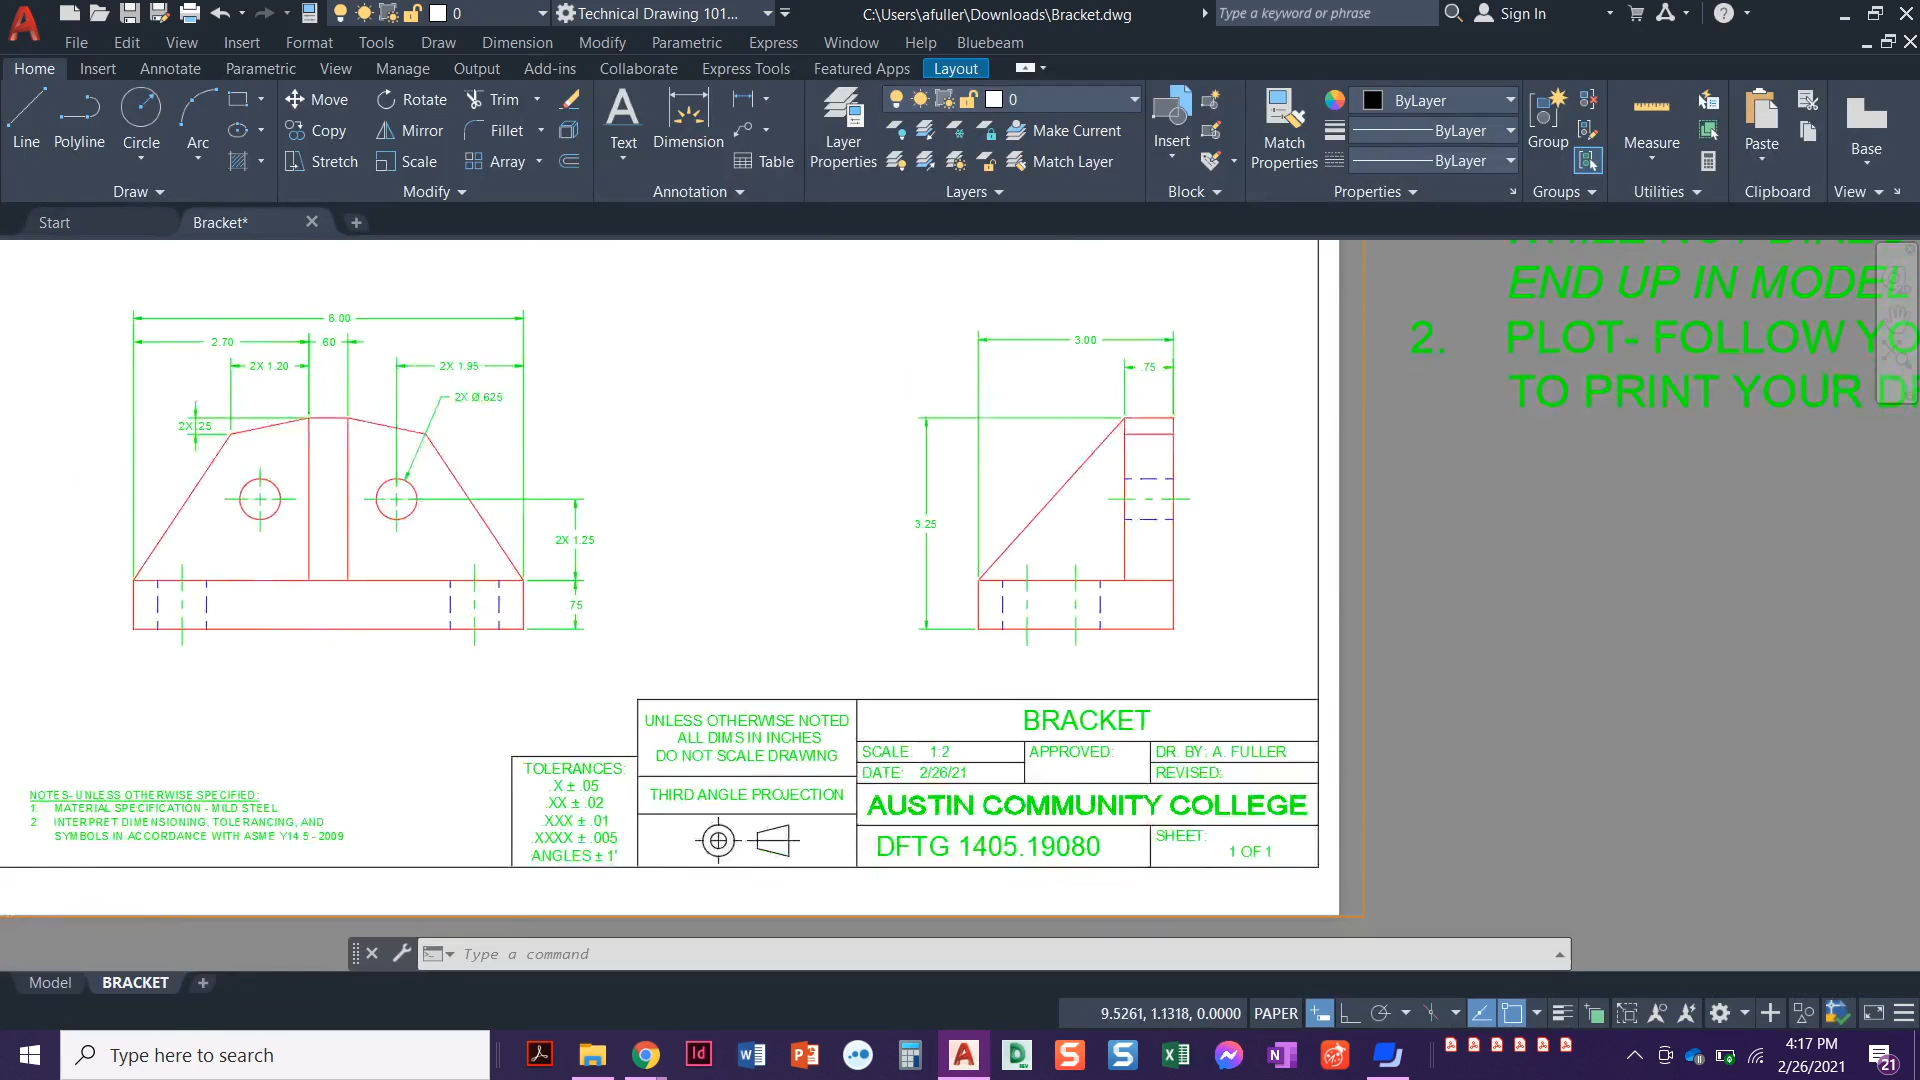 0
Technical Drawing 101...
C:\Users\afuller\Downloads\Bracket.dwg
Type a keyword or phrase
Sign In
File Edit View Insert Format Tools Draw Dimension Modify Parametric Express Window Help Bluebeam
Home Insert Annotate Parametric View Manage Output Add-ins Collaborate Express Tools Featured Apps Layout
Line
Polyline
Circle
Arc
Draw
Move Rotate Trim
Copy Mirror Fillet
Stretch Scale Array
Modify
Text
Dimension
Table
Annotation
Layer
Properties
0
Make Current
Match Layer
Layers
Insert
Block
Match
Properties
ByLayer
ByLayer
ByLayer
Properties
Group
Groups
Measure
Utilities
Paste
Clipboard
Base
View
Start
Bracket*
END UP IN MODEL
2. PLOT- FOLLOW YO
TO PRINT YOUR D
6.00
2.70 .60
2X 1.20 2X 1.95
2X Ø.625
2X .25
2X 1.25
.75
3.00
.75
3.25
NOTES- UNLESS OTHERWISE SPECIFIED:
1. MATERIAL SPECIFICATION - MILD STEEL
2. INTERPRET DIMENSIONING, TOLERANCING, AND
SYMBOLS IN ACCORDANCE WITH ASME Y14.5 - 2009
TOLERANCES:
.X ± .05
.XX ± .02
.XXX ± .01
.XXXX ± .005
ANGLES ± 1'
UNLESS OTHERWISE NOTED
ALL DIMS IN INCHES
DO NOT SCALE DRAWING
THIRD ANGLE PROJECTION
BRACKET
SCALE: 1:2
APPROVED:
DR. BY: A. FULLER
DATE: 2/26/21
REVISED:
AUSTIN COMMUNITY COLLEGE
DFTG 1405.19080
SHEET:
1 OF 1
Type a command
Model BRACKET
9.5261, 1.1318, 0.0000 PAPER
Type here to search
4:17 PM
2/26/2021
21